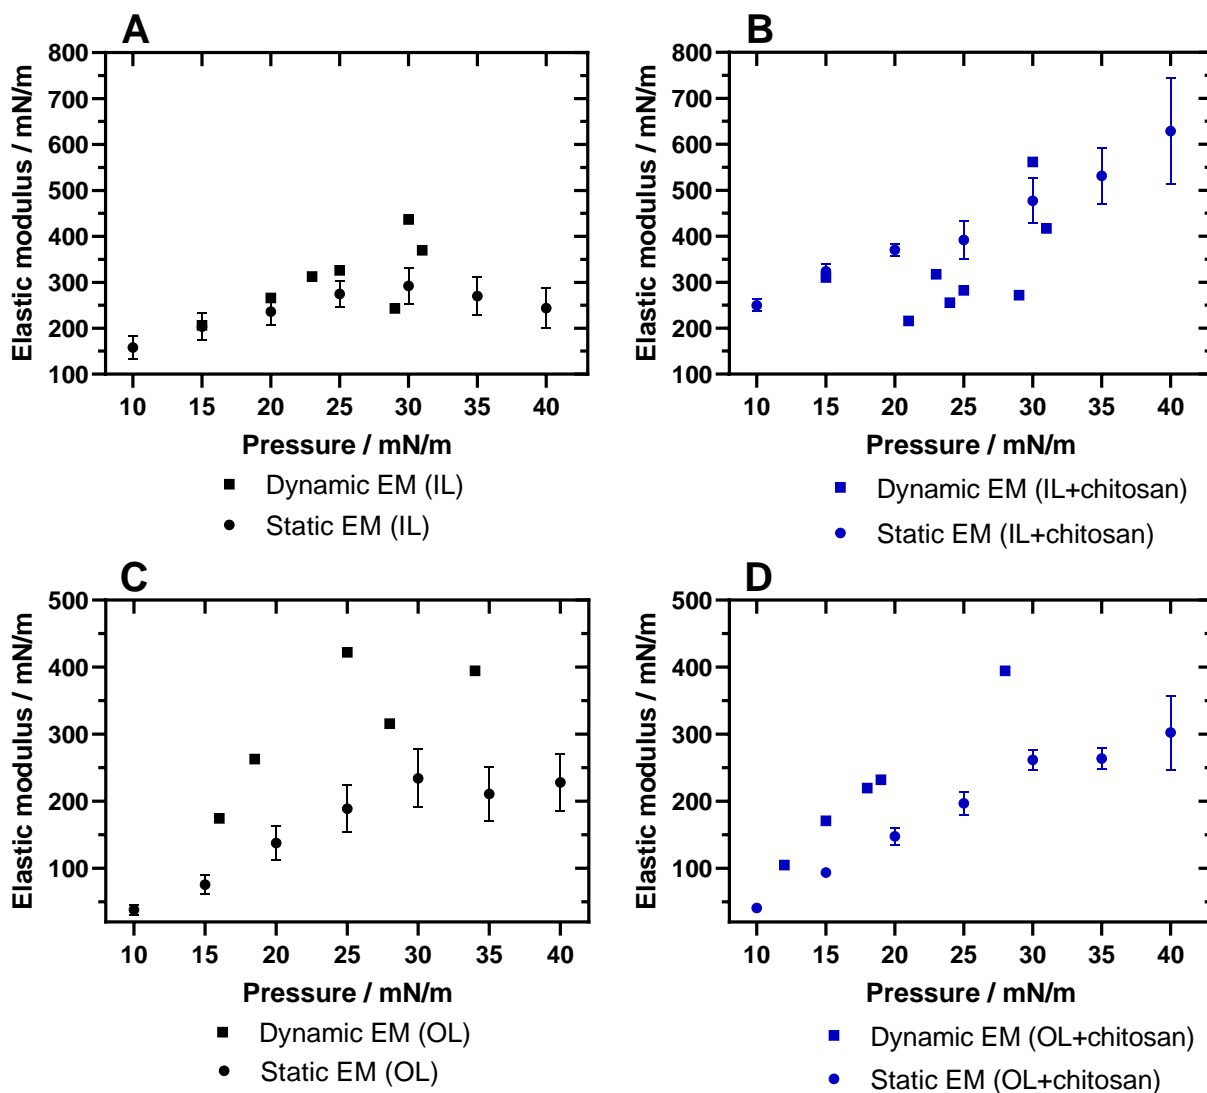 A
Elastic modulus / mN/m
800
700
600
500
400
300
200
100
10 15 20 25 30 35 40
Pressure / mN/m
Dynamic EM (IL)
Static EM (IL)
B
Elastic modulus / mN/m
800
700
600
500
400
300
200
100
10 15 20 25 30 35 40
Pressure / mN/m
Dynamic EM (IL+chitosan)
Static EM (IL+chitosan)
C
Elastic modulus / mN/m
500
400
300
200
100
10 15 20 25 30 35 40
Pressure / mN/m
Dynamic EM (OL)
Static EM (OL)
D
Elastic modulus / mN/m
500
400
300
200
100
10 15 20 25 30 35 40
Pressure / mN/m
Dynamic EM (OL+chitosan)
Static EM (OL+chitosan)